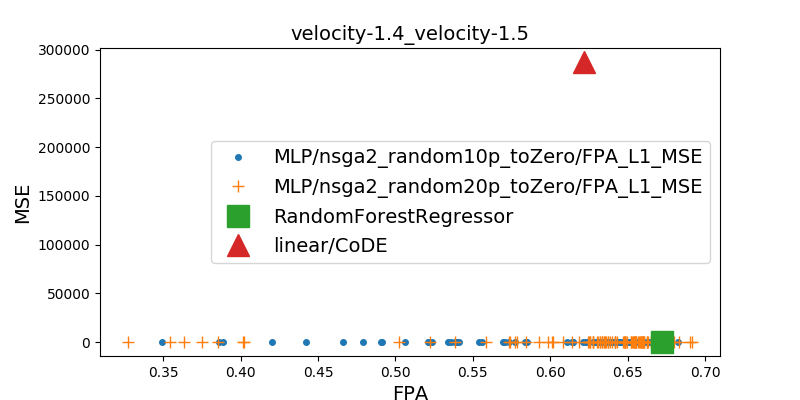 velocity-1.4_velocity-1.5
300000
250000
200000
150000
100000
50000
0
MSE
MLP/nsga2_random10p_toZero/FPA_L1_MSE
MLP/nsga2_random20p_toZero/FPA_L1_MSE
RandomForestRegressor
linear/CoDE
0.35 0.40 0.45 0.50 0.55 0.60 0.65 0.70
FPA